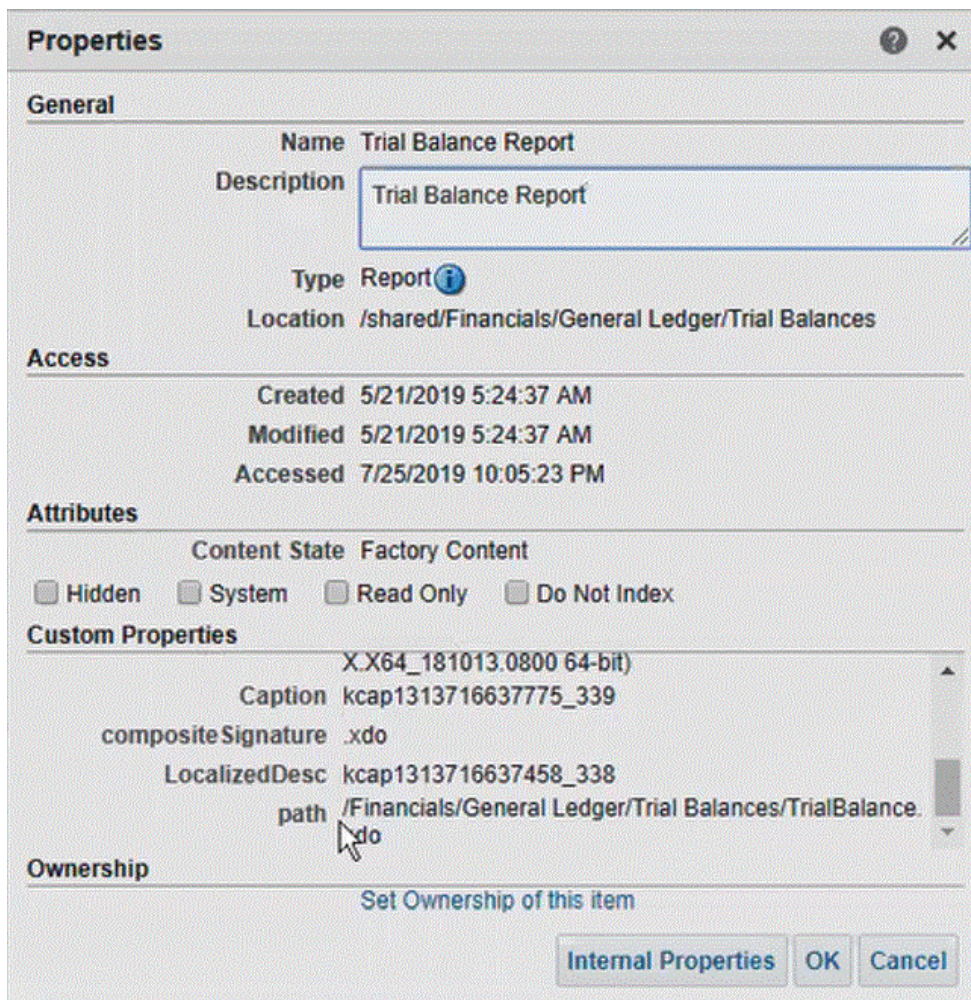 Properties
General
Name Trial Balance Report
Description Trial Balance Report
Type Report
Location /shared/Financials/General Ledger/Trial Balances
Access
Created 5/21/2019 5:24:37 AM
Modified 5/21/2019 5:24:37 AM
Accessed 7/25/2019 10:05:23 PM
Attributes
Content State Factory Content
Hidden System Read Only Do Not Index
Custom Properties
X.X64_181013.0800 64-bit)
Caption kcap1313716637775_339
compositeSignature .xdo
LocalizedDesc kcap1313716637458_338
path /Financials/General Ledger/Trial Balances/TrialBalance.
do
Ownership
Set Ownership of this item
Internal Properties OK Cancel